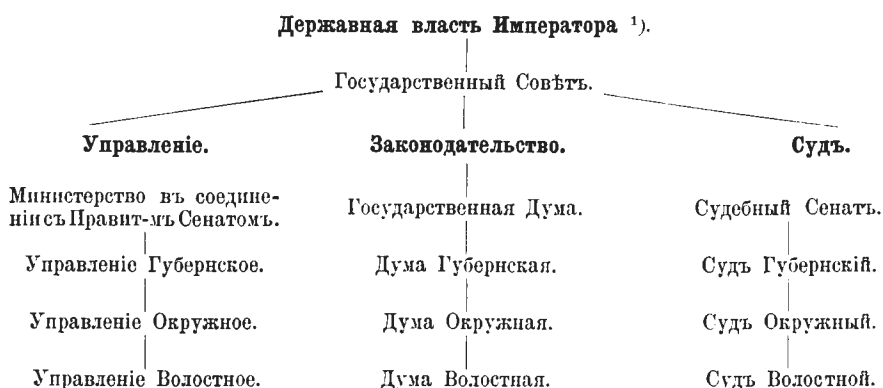 Державная власть Императора ¹).
Государственный Совѣтъ.
Управленіе. Законодательство. Судъ.
Министерство въ соедине-
ніи съ Правит-мъ Сенатомъ. Государственная Дума. Судебный Сенатъ.
Управленіе Губернское. Дума Губернская. Судъ Губернскій.
Управленіе Окружное. Дума Окружная. Судъ Окружный.
Управленіе Волостное. Дума Волостная. Судъ Волостной.